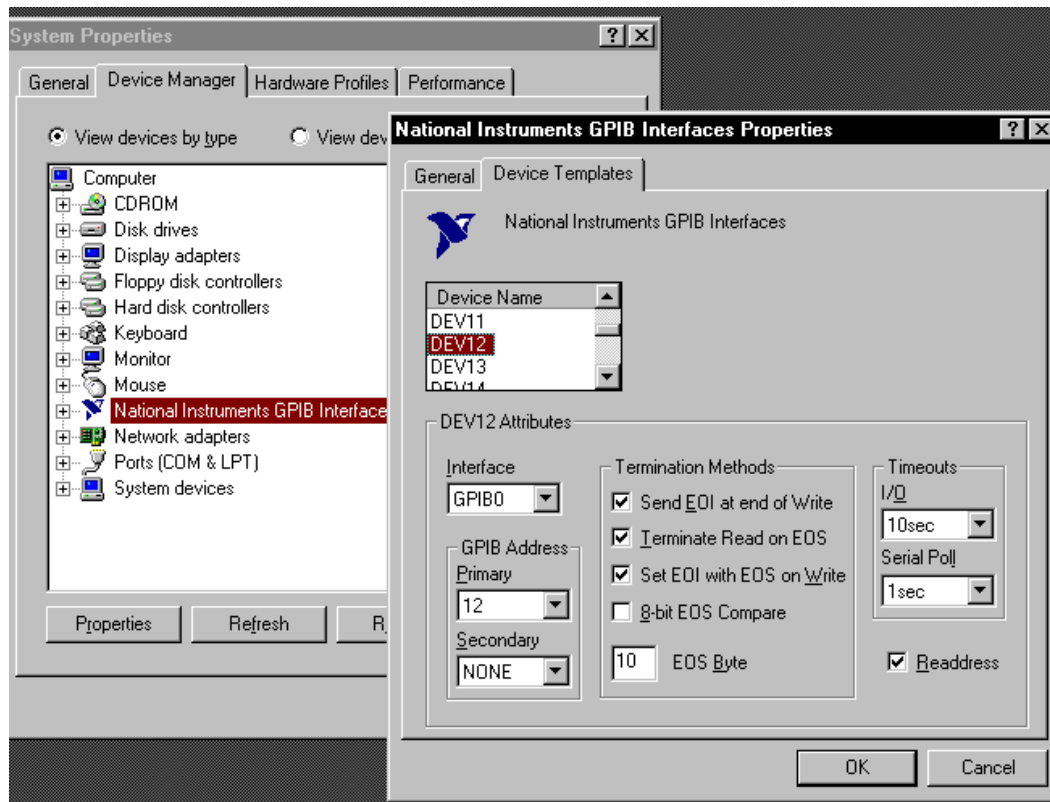 System Properties
General Device Manager Hardware Profiles Performance
View devices by type View dev
Computer
CDROM
Disk drives
Display adapters
Floppy disk controllers
Hard disk controllers
Keyboard
Monitor
Mouse
National Instruments GPIB Interface
Network adapters
Ports (COM & LPT)
System devices
Properties Refresh R
National Instruments GPIB Interfaces Properties
General Device Templates
National Instruments GPIB Interfaces
Device Name
DEV11
DEV12
DEV13
DEV14
DEV12 Attributes
Interface
GPIB0
GPIB Address
Primary
12
Secondary
NONE
Termination Methods
Send EOI at end of Write
Terminate Read on EOS
Set EOI with EOS on Write
8-bit EOS Compare
10 EOS Byte
Timeouts
I/O
10sec
Serial Poll
1sec
Readdress
OK Cancel